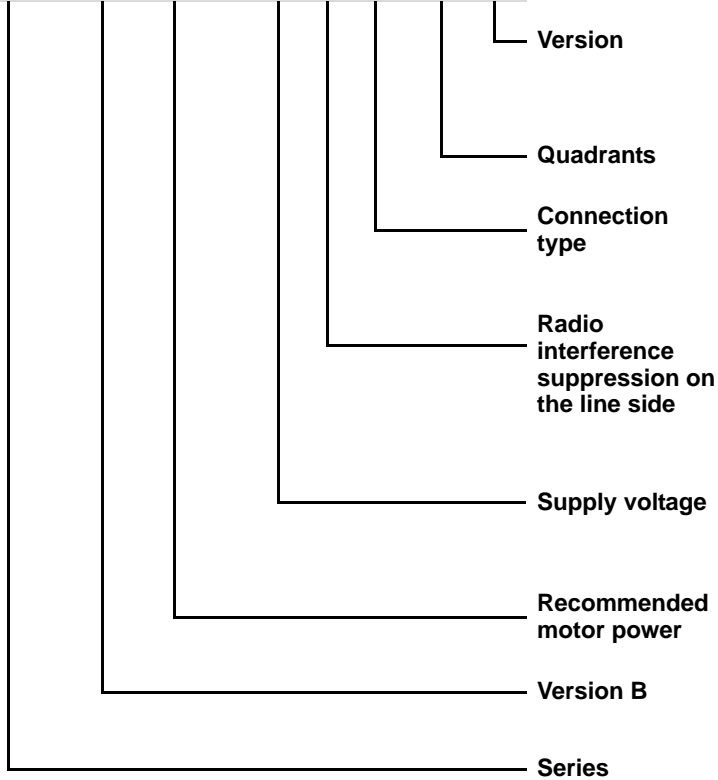 Version
Quadrants
Connection
type
Radio
interference
suppression on
the line side
Supply voltage
Recommended
motor power
Version B
Series